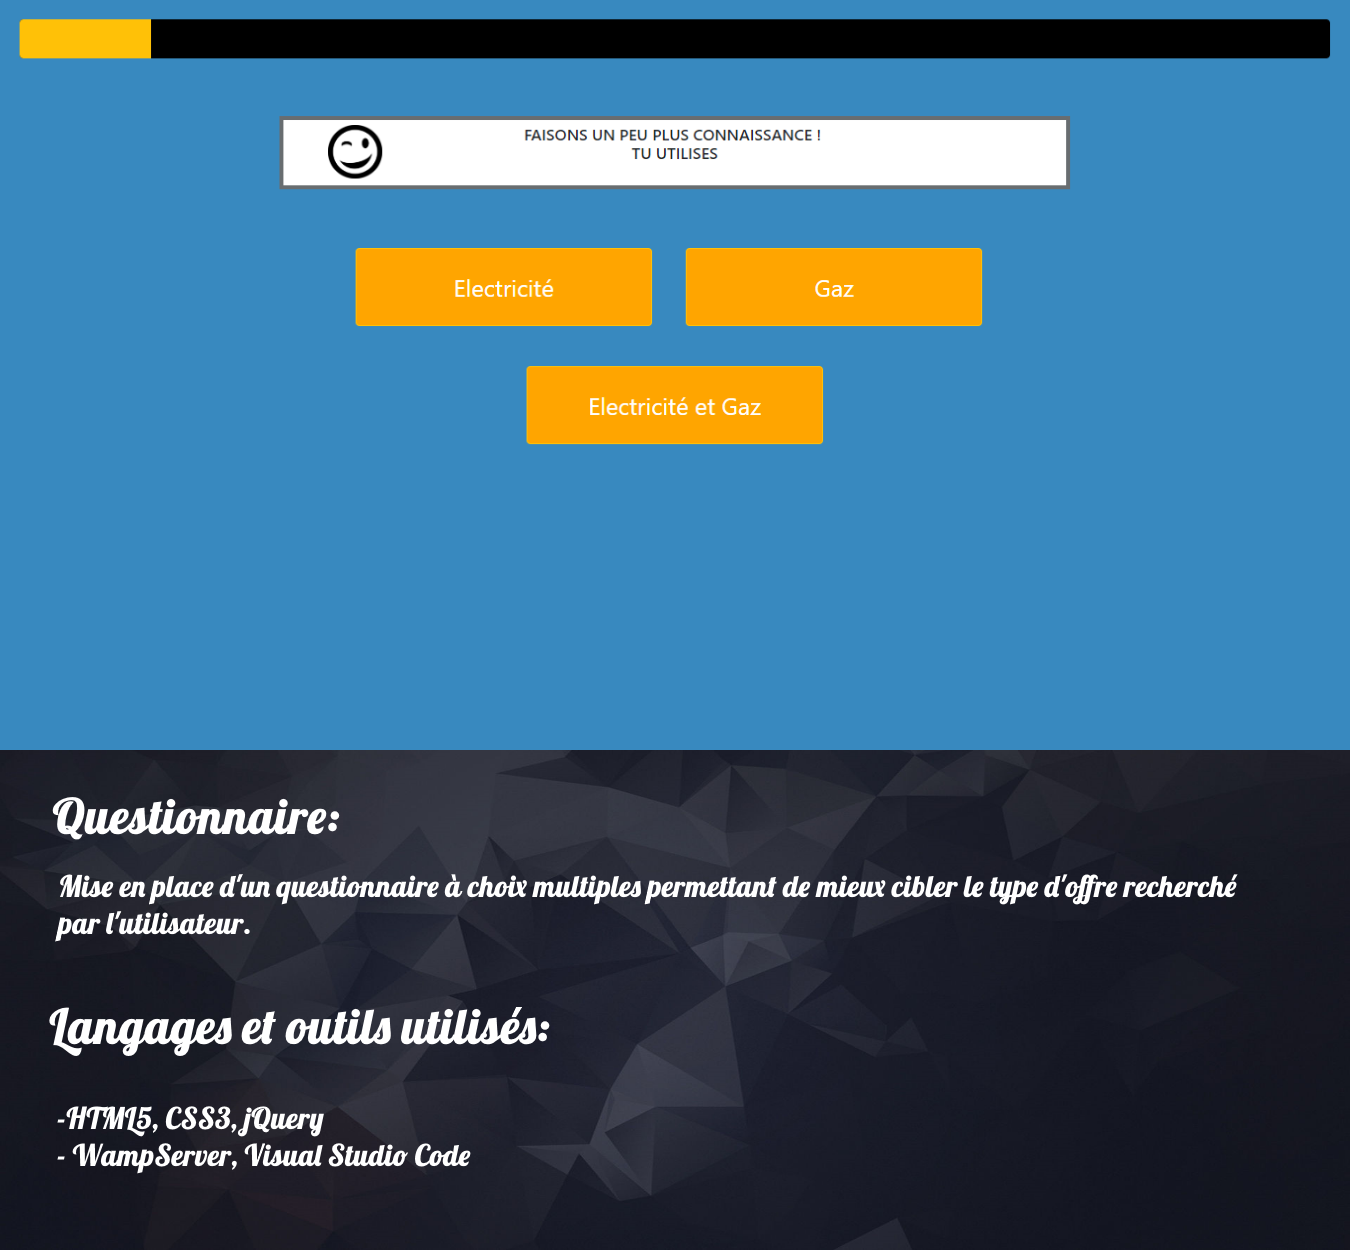 FAISONS UN PEU PLUS CONNAISSANCE !
TU UTILISES
Electricité
Gaz
Electricité et Gaz
Questionnaire:
Mise en place d'un questionnaire à choix multiples permettant de mieux cibler le type d'offre recherché
par l'utilisateur.
Langages et outils utilisés:
-HTML5, CSS3, jQuery
- WampServer, Visual Studio Code